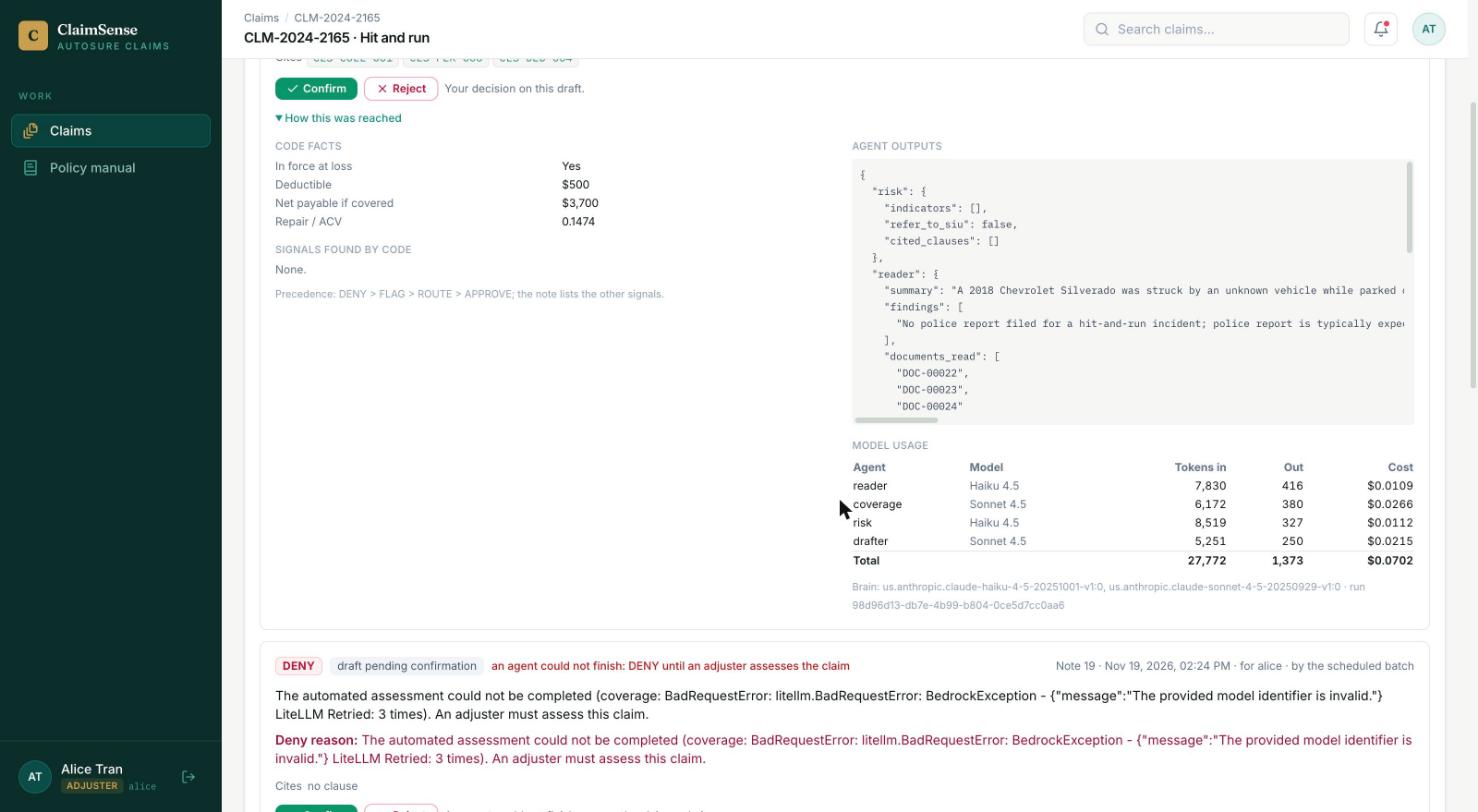 C
ClaimSense
AUTOSURE CLAIMS
WORK
Claims
Policy manual
AT
Alice Tran
ADJUSTER alice
Claims / CLM-2024-2165
CLM-2024-2165 · Hit and run
Search claims...
AT
Confirm
Reject
Your decision on this draft.
▾ How this was reached
CODE FACTS
In force at loss Yes
Deductible $500
Net payable if covered $3,700
Repair / ACV 0.1474
SIGNALS FOUND BY CODE
None.
Precedence: DENY > FLAG > ROUTE > APPROVE; the note lists the other signals.
AGENT OUTPUTS
{
"risk": {
"indicators": [],
"refer_to_siu": false,
"cited_clauses": []
},
"reader": {
"summary": "A 2018 Chevrolet Silverado was struck by an unknown vehicle while parked
"findings": [
"No police report filed for a hit-and-run incident; police report is typically
],
"documents_read": [
"DOC-00022",
"DOC-00023",
"DOC-00024"
MODEL USAGE
Agent Model Tokens in Out Cost
reader Haiku 4.5 7,830 416 $0.0109
coverage Sonnet 4.5 6,172 380 $0.0266
risk Haiku 4.5 8,519 327 $0.0112
drafter Sonnet 4.5 5,251 250 $0.0215
Total 27,772 1,373 $0.0702
Brain: us.anthropic.claude-haiku-4-5-20251001-v1:0, us.anthropic.claude-sonnet-4-5-20250929-v1:0 · run
98d96d13-db7e-4b99-b804-0ce5d7cc0aa6
DENY draft pending confirmation an agent could not finish: DENY until an adjuster assesses the claim
Note 19 · Nov 19, 2026, 02:24 PM · for alice · by the scheduled batch
The automated assessment could not be completed (coverage: BadRequestError: litellm.BadRequestError: BedrockException - {"message":"The provided model identifier is invalid."}
LiteLLM Retried: 3 times). An adjuster must assess this claim.
Deny reason: The automated assessment could not be completed (coverage: BadRequestError: litellm.BadRequestError: BedrockException - {"message":"The provided model identifier is
invalid."} LiteLLM Retried: 3 times). An adjuster must assess this claim.
Cites no clause